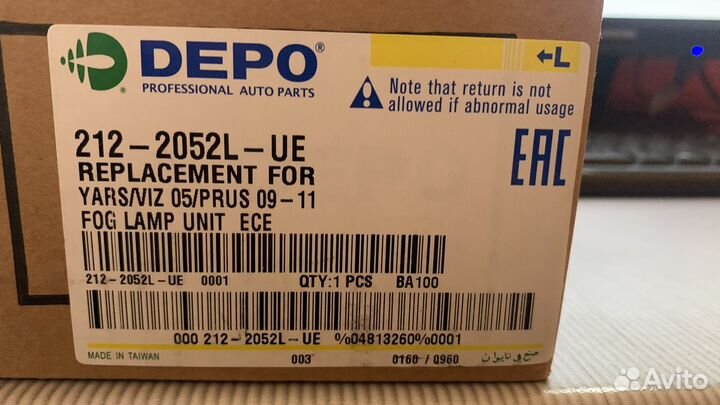 DEPO®
PROFESSIONAL AUTO PARTS
←L
Note that return is not
allowed if abnormal usage
212-2052L-UE
REPLACEMENT FOR
YARS/VIZ 05/PRUS 09-11
FOG LAMP UNIT ECE
EAC
212-2052L-UE 0001 QTY:1 PCS BA100
000 212-2052L-UE %04813260%0001
MADE IN TAIWAN 003 0160 / 0960 صنع في تايوان
Avito